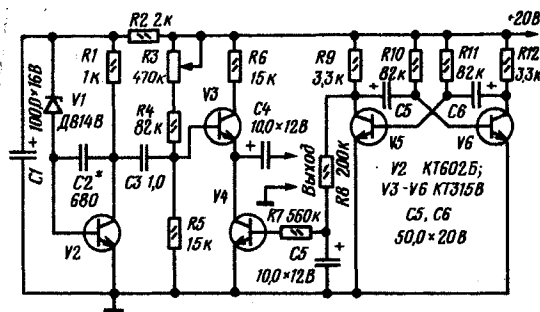 +20В
R2 2к
R1
1к
R3
470к
R6
15к
R9
3,3к
R10
82к
R11
82к
R12
3,3к
C1
100,0×16В
V1
Д814В
C2*
680
C3 1,0
R4
82к
V3
C4
10,0×12В
Выход
R8
200к
C5
C6
V5
V6
V2
V4
R5
15к
R7 560к
C5
10,0×12В
V2 КТ602Б;
V3-V6 КТ315В
C5, C6
50,0×20В